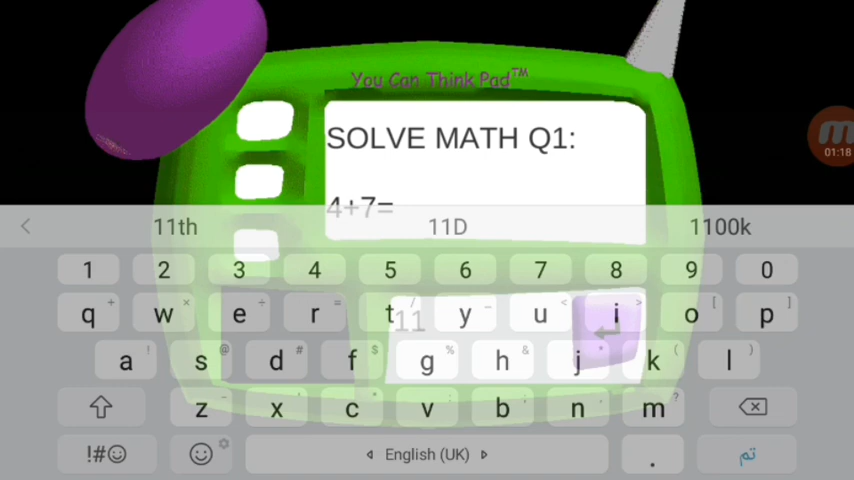 You Can Think Pad™
SOLVE MATH Q1:
4+7=
01:18
11th 11D 1100k
1 2 3 4 5 6 7 8 9 0
q + w × e ÷ r = t / y _ u < i > o [ p ]
11
a ! s @ d # f $ g % h & j * k ( l )
z - x ' c " v : b ; n , m ?
!#☺ English (UK) . تم